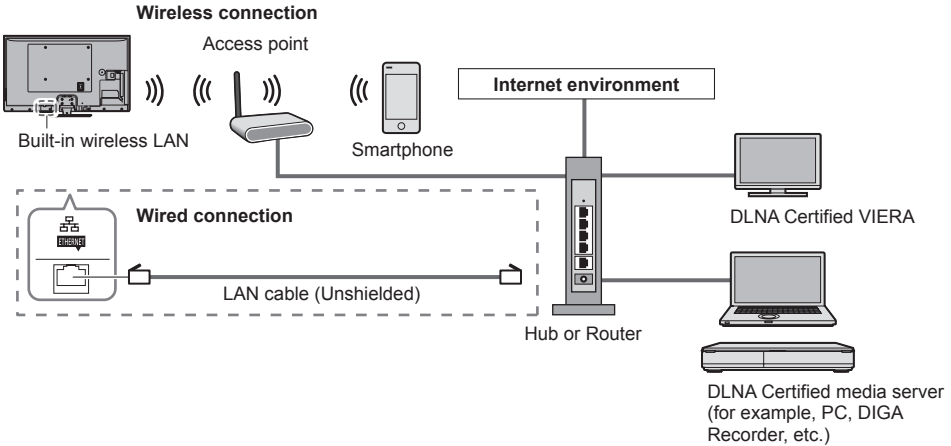 Wireless connection
Access point
Internet environment
Built-in wireless LAN
Smartphone
Wired connection
ETHERNET
LAN cable (Unshielded)
Hub or Router
DLNA Certified VIERA
DLNA Certified media server
(for example, PC, DIGA
Recorder, etc.)